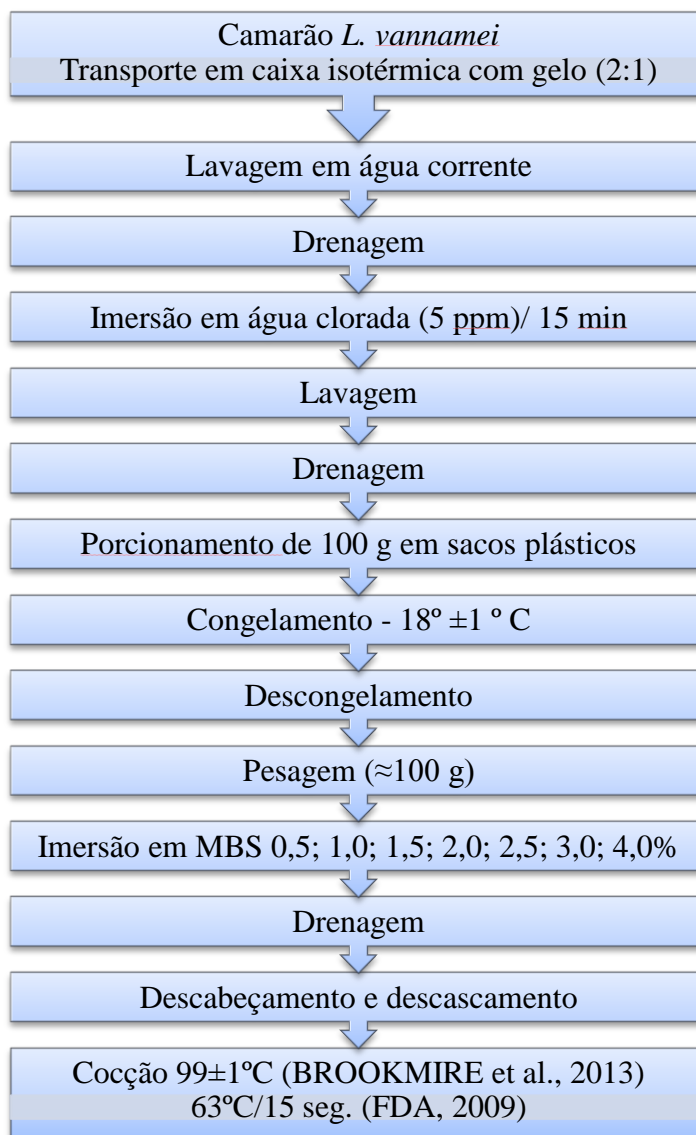 Camarão L. vannamei
Transporte em caixa isotérmica com gelo (2:1)
Lavagem em água corrente
Drenagem
Imersão em água clorada (5 ppm)/ 15 min
Lavagem
Drenagem
Porcionamento de 100 g em sacos plásticos
Congelamento - 18º ±1 º C
Descongelamento
Pesagem (≈100 g)
Imersão em MBS 0,5; 1,0; 1,5; 2,0; 2,5; 3,0; 4,0%
Drenagem
Descabeçamento e descascamento
Cocção 99±1ºC (BROOKMIRE et al., 2013)
63ºC/15 seg. (FDA, 2009)